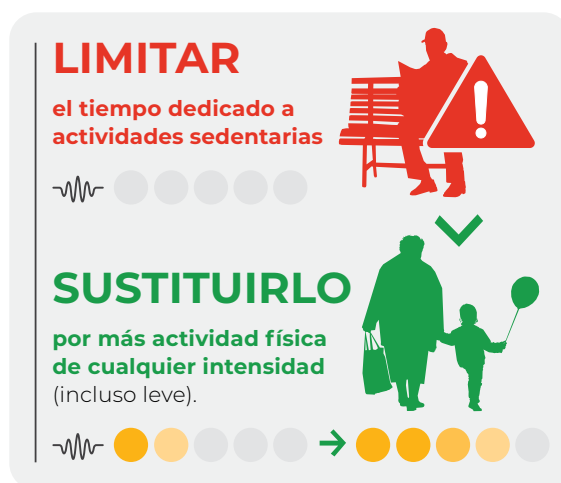 LIMITAR
el tiempo dedicado a
actividades sedentarias
SUSTITUIRLO
por más actividad física
de cualquier intensidad
(incluso leve).